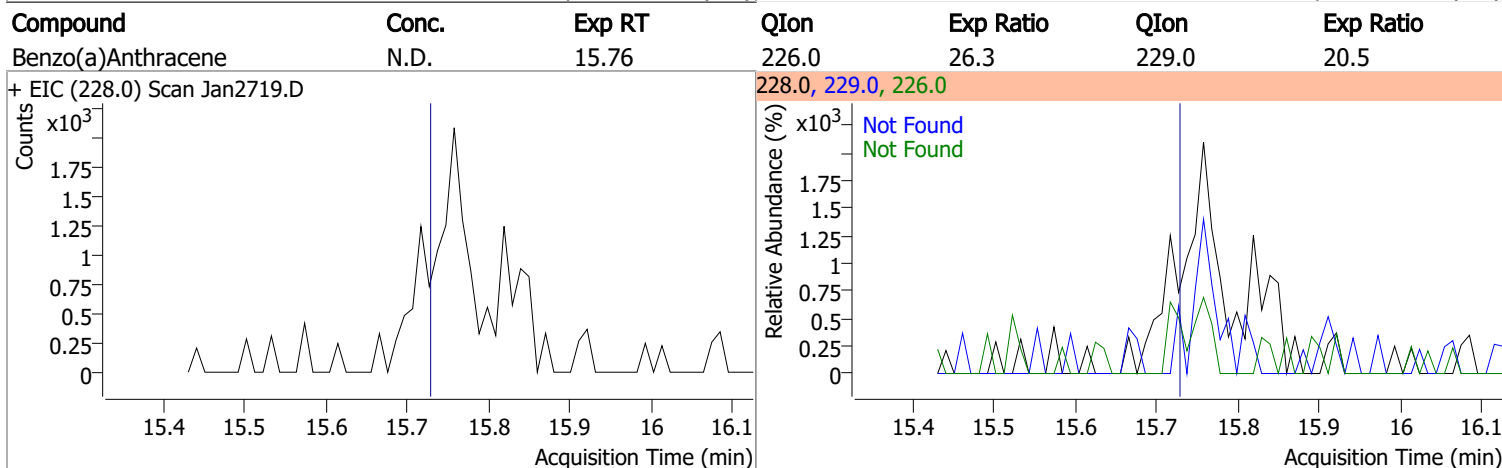 Compound Conc. Exp RT QIon Exp Ratio QIon Exp Ratio
Benzo(a)Anthracene N.D. 15.76 226.0 26.3 229.0 20.5
+ EIC (228.0) Scan Jan2719.D
Counts
x10³
1.75
1.5
1.25
1
0.75
0.5
0.25
0
15.4 15.5 15.6 15.7 15.8 15.9 16 16.1
Acquisition Time (min)
228.0, 229.0, 226.0
Relative Abundance (%)
x10³
Not Found
Not Found
1.75
1.5
1.25
1
0.75
0.5
0.25
0
15.4 15.5 15.6 15.7 15.8 15.9 16 16.1
Acquisition Time (min)